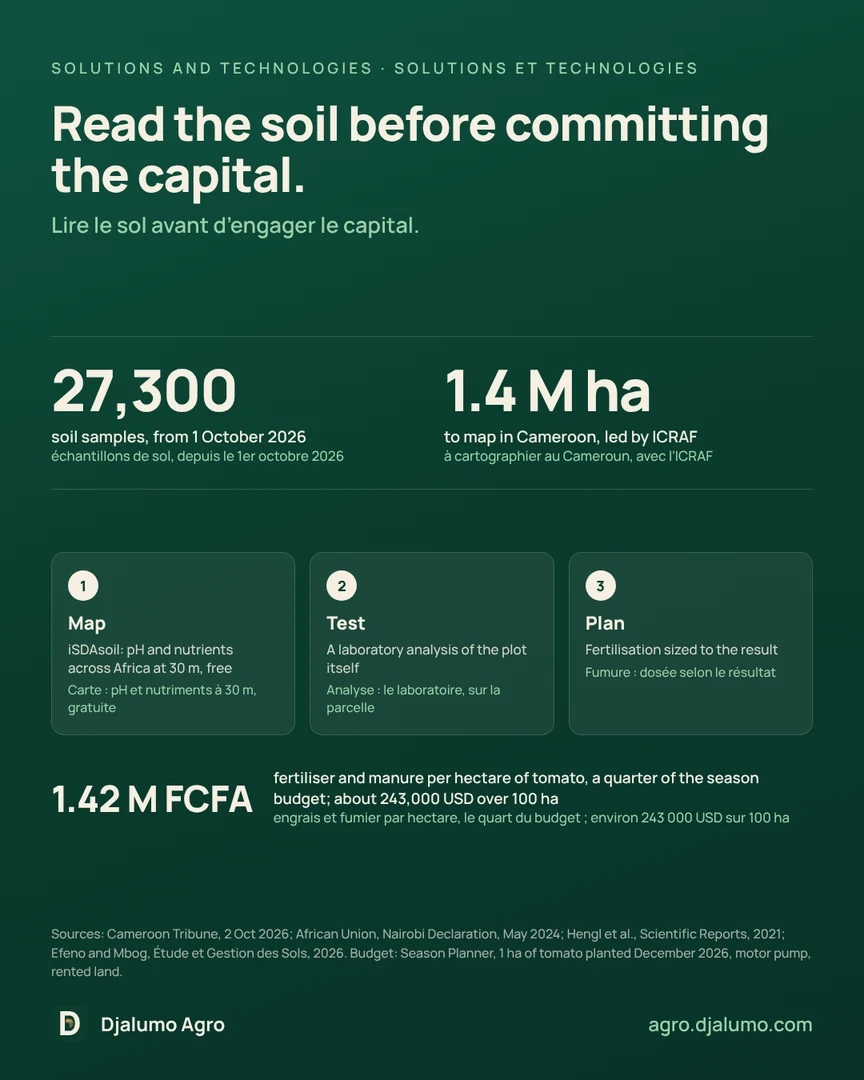 SOLUTIONS AND TECHNOLOGIES · SOLUTIONS ET TECHNOLOGIES
Read the soil before committing
the capital.
Lire le sol avant d’engager le capital.
27,300
soil samples, from 1 October 2026
échantillons de sol, depuis le 1er octobre 2026
1.4 M ha
to map in Cameroon, led by ICRAF
à cartographier au Cameroun, avec l’ICRAF
1
Map
iSDAsoil: pH and nutrients
across Africa at 30 m, free
Carte : pH et nutriments à 30 m,
gratuite
2
Test
A laboratory analysis of the plot
itself
Analyse : le laboratoire, sur la
parcelle
3
Plan
Fertilisation sized to the result
Fumure : dosée selon le résultat
1.42 M FCFA
fertiliser and manure per hectare of tomato, a quarter of the season
budget; about 243,000 USD over 100 ha
engrais et fumier par hectare, le quart du budget ; environ 243 000 USD sur 100 ha
Sources: Cameroon Tribune, 2 Oct 2026; African Union, Nairobi Declaration, May 2024; Hengl et al., Scientific Reports, 2021;
Efeno and Mbog, Étude et Gestion des Sols, 2026. Budget: Season Planner, 1 ha of tomato planted December 2026, motor pump,
rented land.
D
Djalumo Agro
agro.djalumo.com